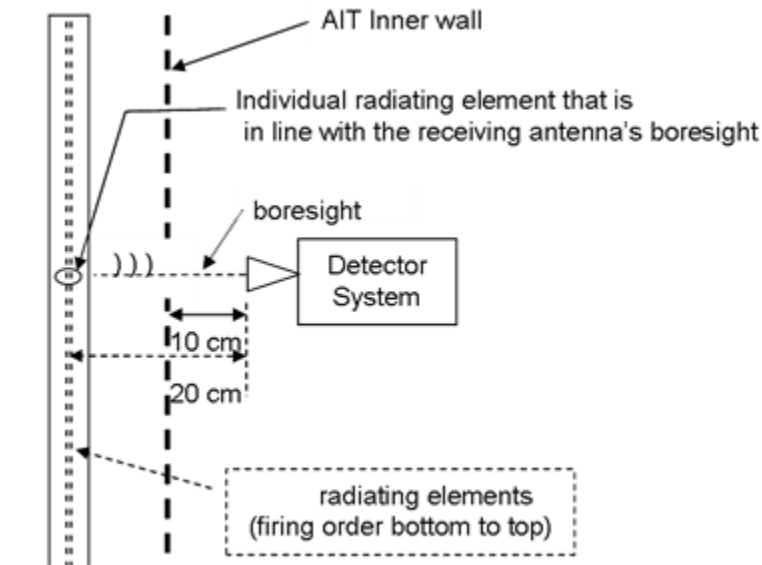 AIT Inner wall
Individual radiating element that is
in line with the receiving antenna's boresight
boresight
)))
Detector
System
10 cm
20 cm
radiating elements
(firing order bottom to top)